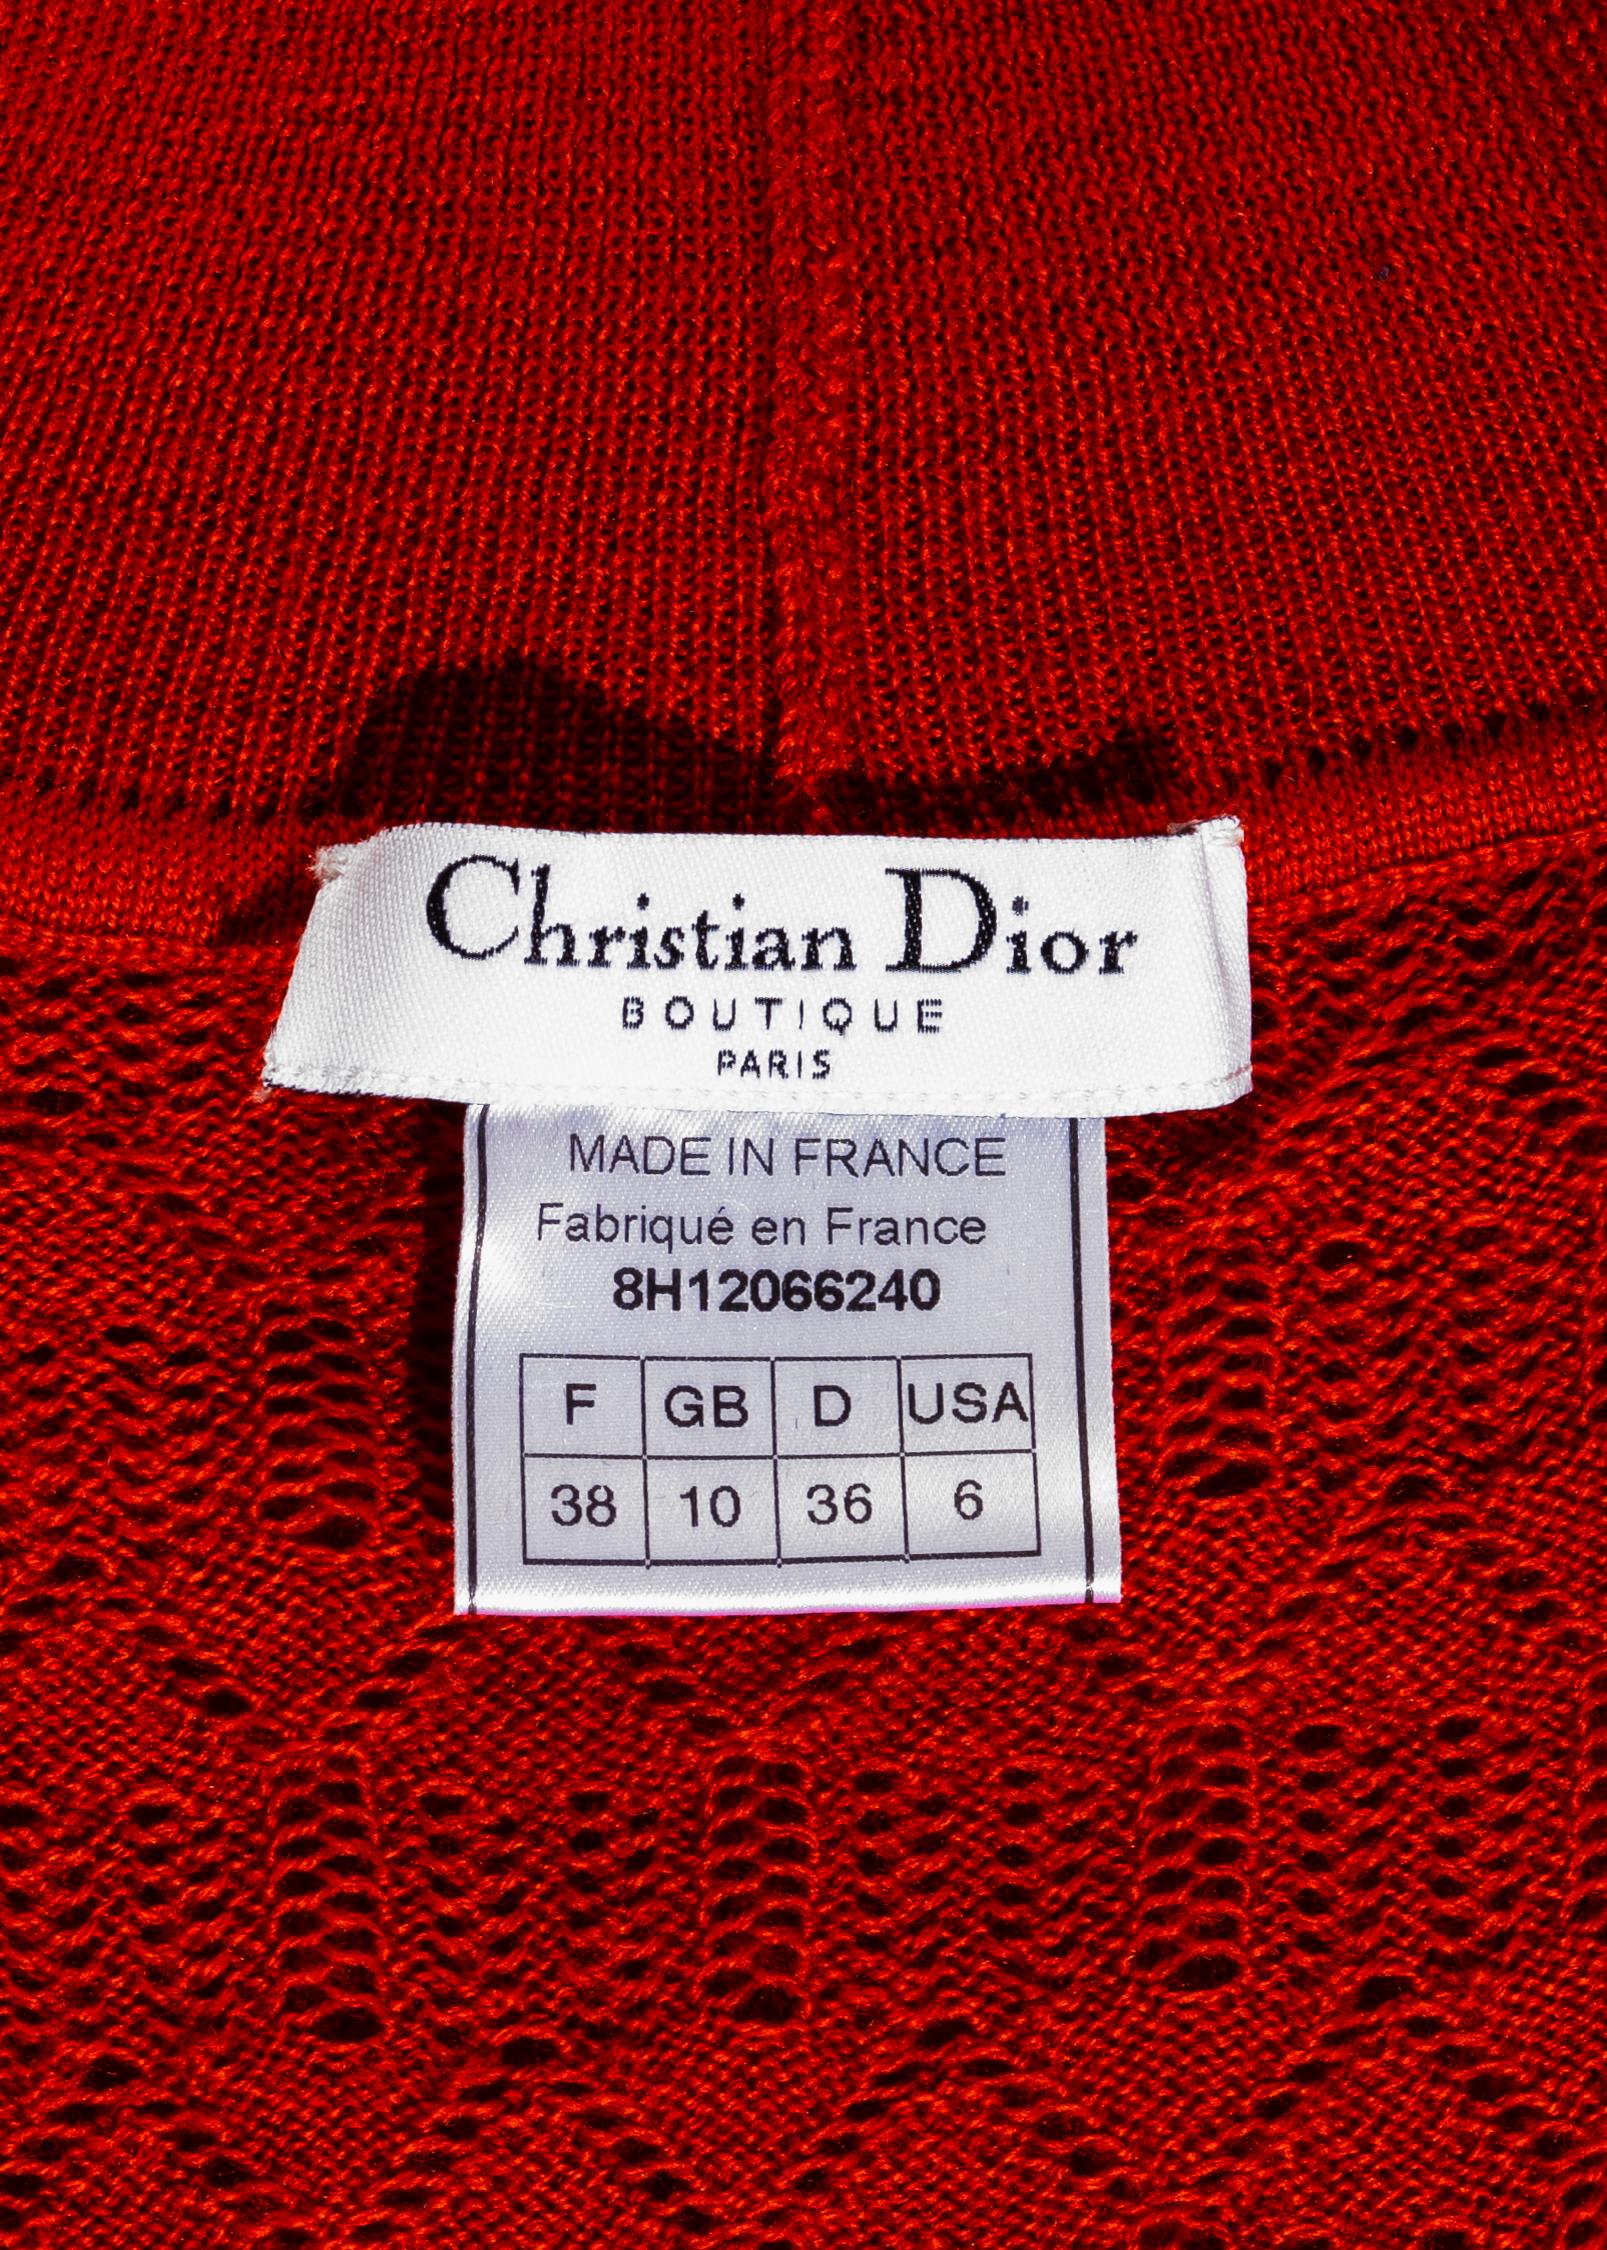 Christian Dior
BOUTIQUE
PARIS
MADE IN FRANCE
Fabriqué en France
8H12066240
F GB D USA
38 10 36 6